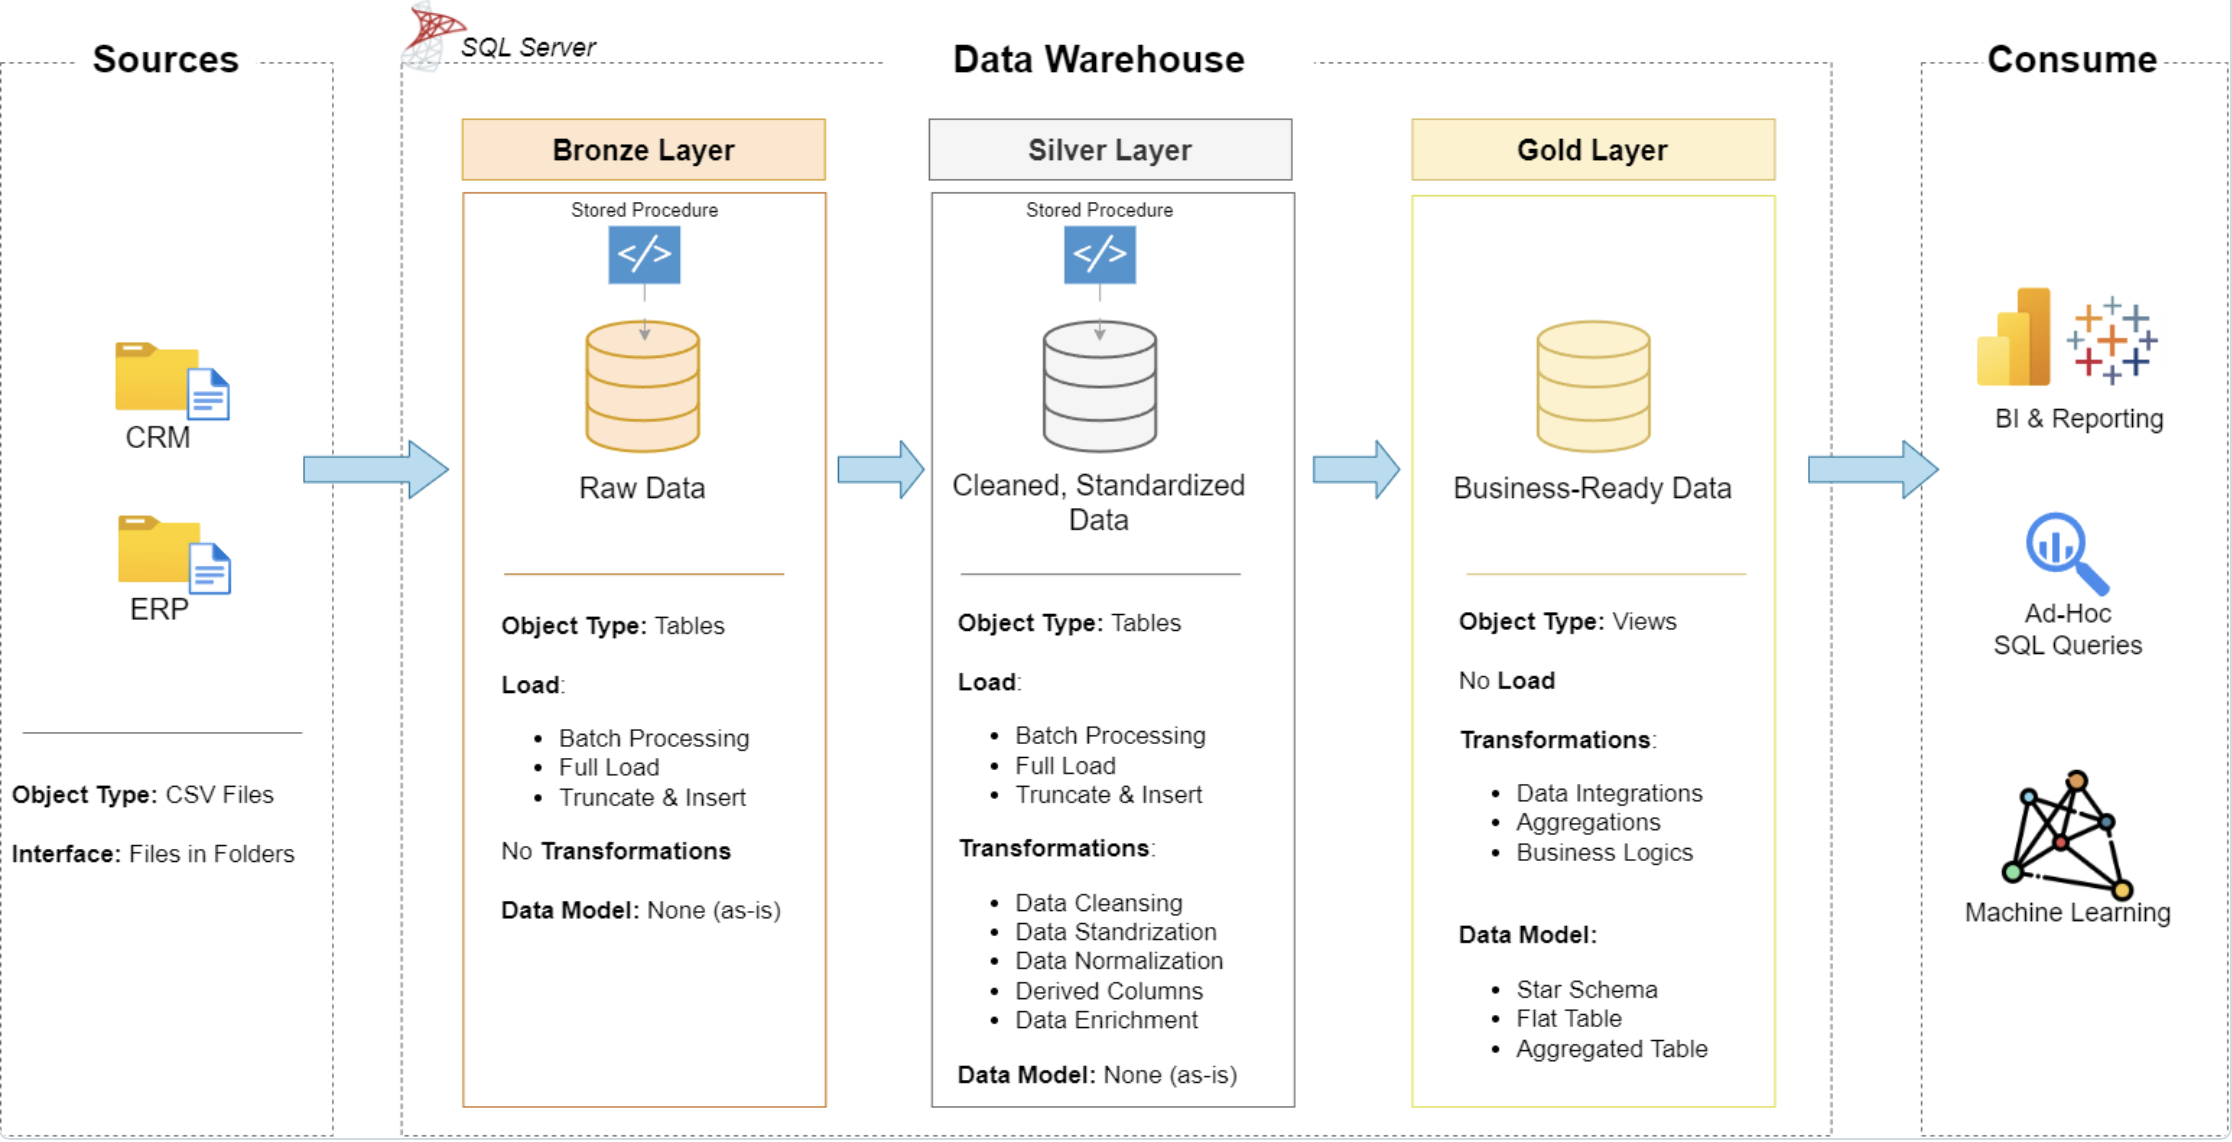 Sources
SQL Server
Data Warehouse
Consume
CRM
ERP
Object Type: CSV Files
Interface: Files in Folders
Bronze Layer
Stored Procedure
</>
Raw Data
Object Type: Tables
Load:
• Batch Processing
• Full Load
• Truncate & Insert
No Transformations
Data Model: None (as-is)
Silver Layer
Stored Procedure
</>
Cleaned, Standardized
Data
Object Type: Tables
Load:
• Batch Processing
• Full Load
• Truncate & Insert
Transformations:
• Data Cleansing
• Data Standrization
• Data Normalization
• Derived Columns
• Data Enrichment
Data Model: None (as-is)
Gold Layer
Business-Ready Data
Object Type: Views
No Load
Transformations:
• Data Integrations
• Aggregations
• Business Logics
Data Model:
• Star Schema
• Flat Table
• Aggregated Table
BI & Reporting
Ad-Hoc
SQL Queries
Machine Learning